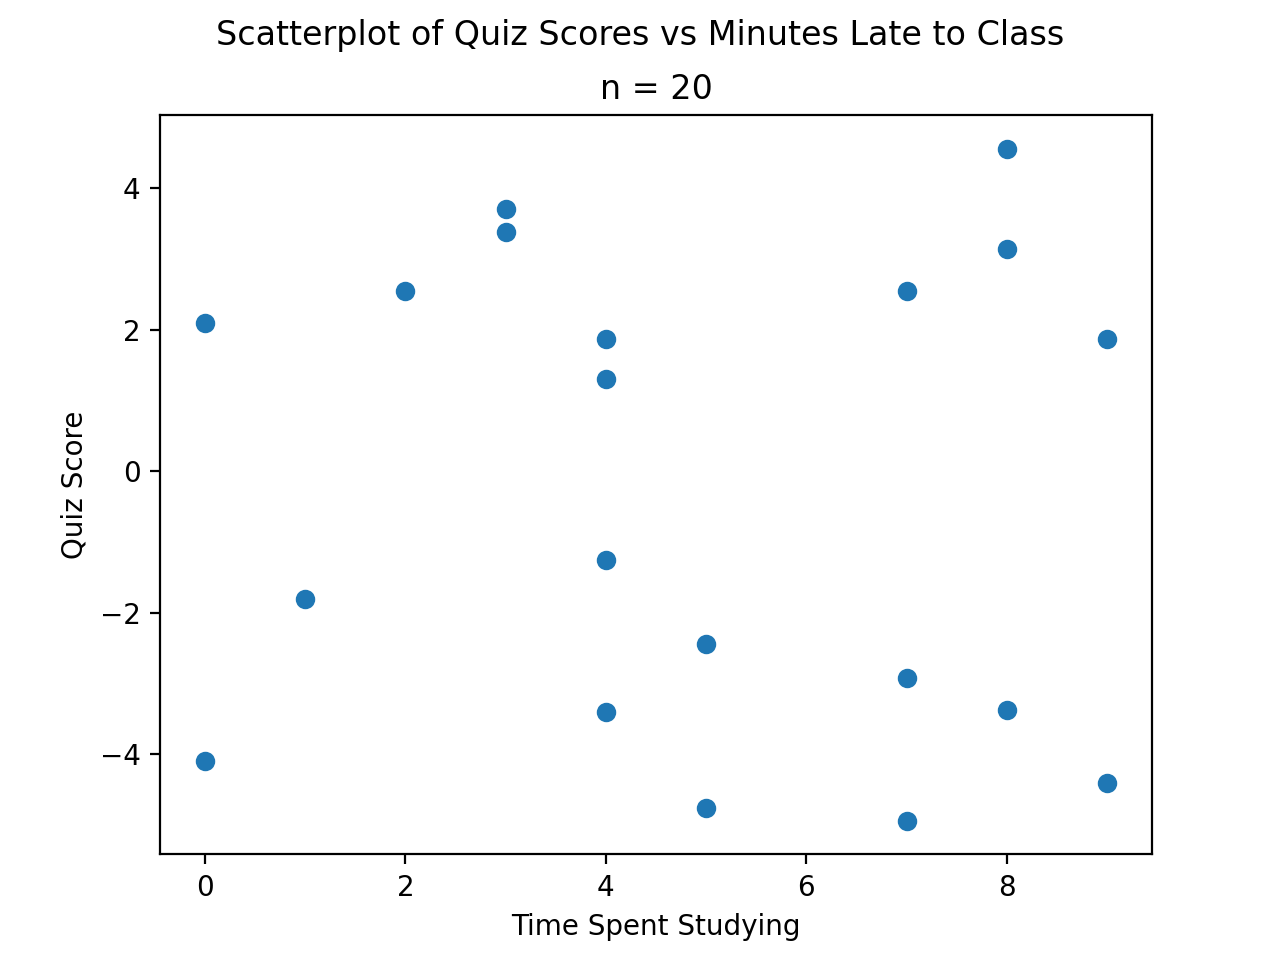 Scatterplot of Quiz Scores vs Minutes Late to Class
n = 20
4
2
0
−2
−4
Quiz Score
0 2 4 6 8
Time Spent Studying